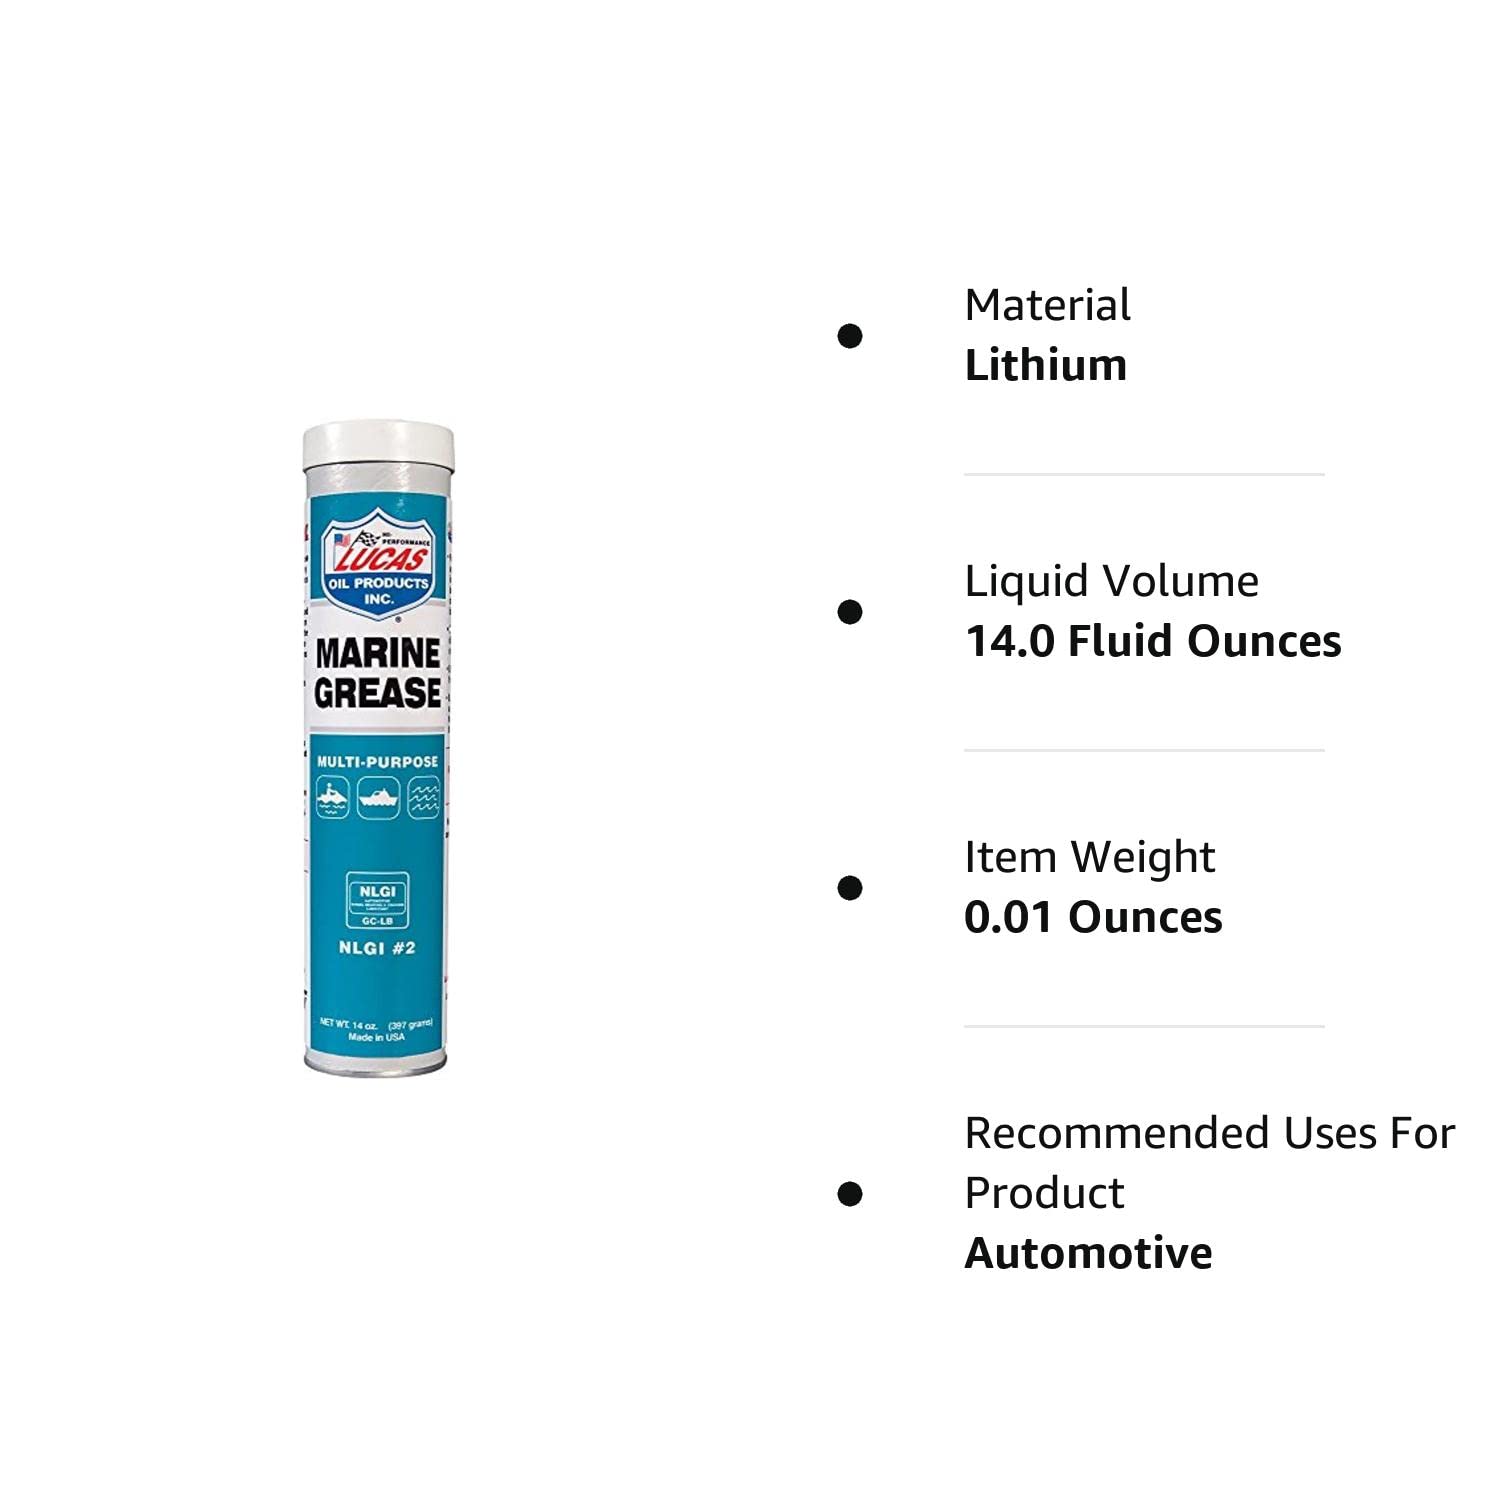 HI-
PERFORMANCE
LUCAS
OIL PRODUCTS
INC.
®
MARINE
GREASE
MULTI-PURPOSE
NLGI
GC-LB
NLGI #2
NET WT. 14 oz. (397 grams)
Made in USA
Material
Lithium
Liquid Volume
14.0 Fluid Ounces
Item Weight
0.01 Ounces
Recommended Uses For
Product
Automotive